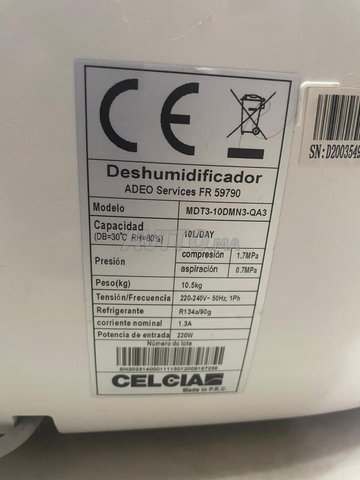 CE
SN:D2003549
Deshumidificador
ADEO Services FR 59790
Modelo MDT3-10DMN3-QA3
Capacidad 10L/DAY
(DB=30°C RH=80%)
Presión compresión 1.7MPa
aspiración 0.7MPa
Peso(kg) 10.5kg
Tensión/Frecuencia 220-240V~ 50Hz, 1Ph
Refrigerante R134a/90g
corriente nominal 1.3A
Potencia de entrada 220W
Número de lote
CELCIA
Made in P.R.C.